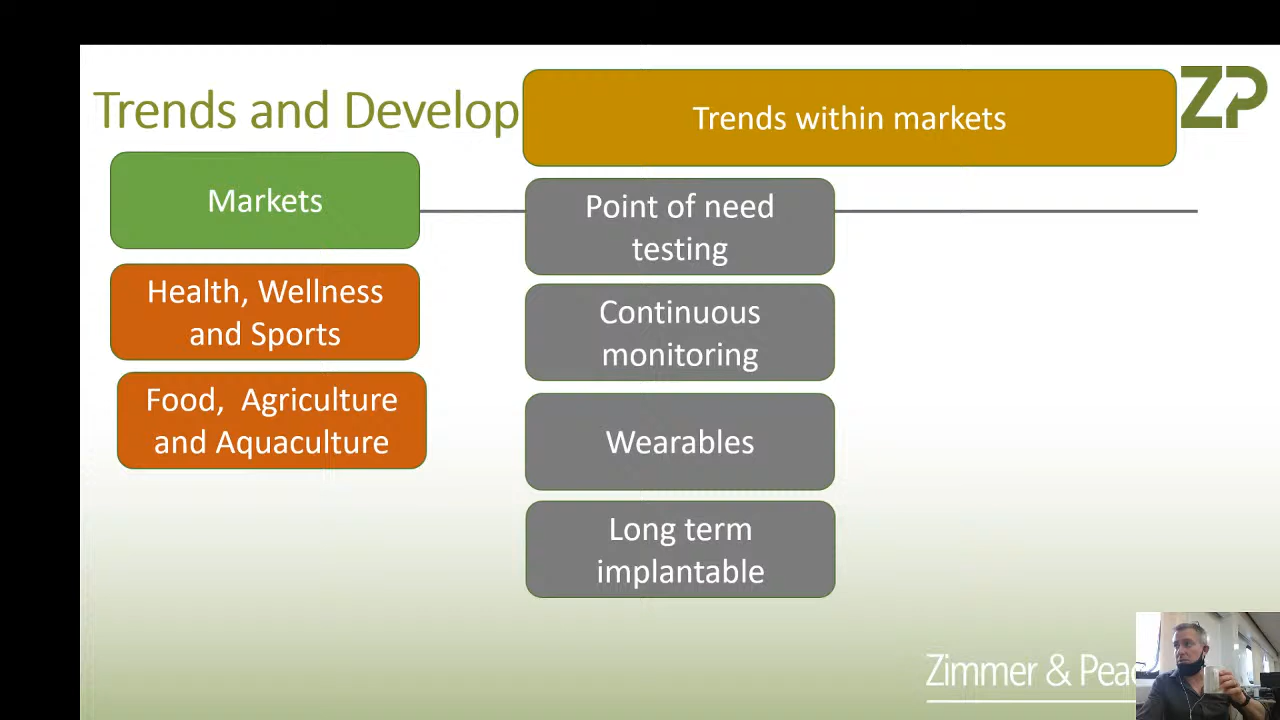 Trends and Develop
Trends within markets
ZP
Markets
Health, Wellness
and Sports
Food, Agriculture
and Aquaculture
Point of need
testing
Continuous
monitoring
Wearables
Long term
implantable
Zimmer & Peac